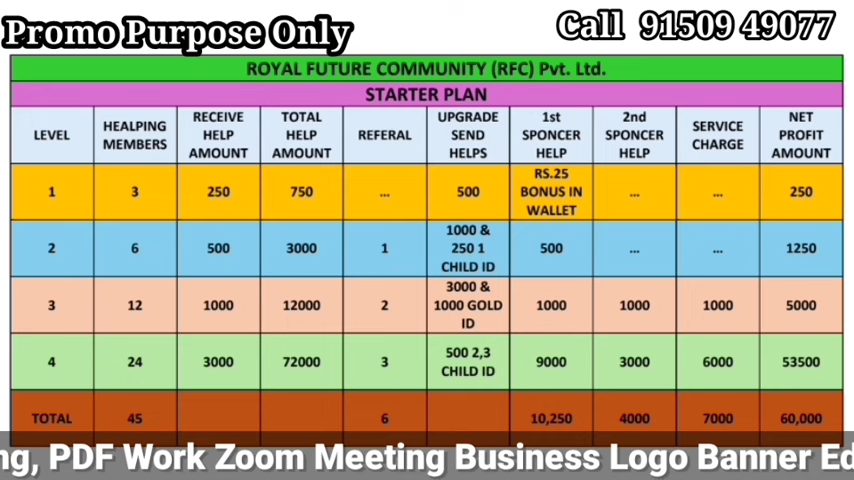 Promo Purpose Only
Call 91509 49077
ROYAL FUTURE COMMUNITY (RFC) Pvt. Ltd.
STARTER PLAN
LEVEL HEALPING MEMBERS RECEIVE HELP AMOUNT TOTAL HELP AMOUNT REFERAL UPGRADE SEND HELPS 1st SPONCER HELP 2nd SPONCER HELP SERVICE CHARGE NET PROFIT AMOUNT
1 3 250 750 ... 500 RS.25 BONUS IN WALLET ... ... 250
2 6 500 3000 1 1000 & 250 1 CHILD ID 500 ... ... 1250
3 12 1000 12000 2 3000 & 1000 GOLD ID 1000 1000 1000 5000
4 24 3000 72000 3 500 2,3 CHILD ID 9000 3000 6000 53500
TOTAL 45 6 10,250 4000 7000 60,000
ng, PDF Work Zoom Meeting Business Logo Banner Ed